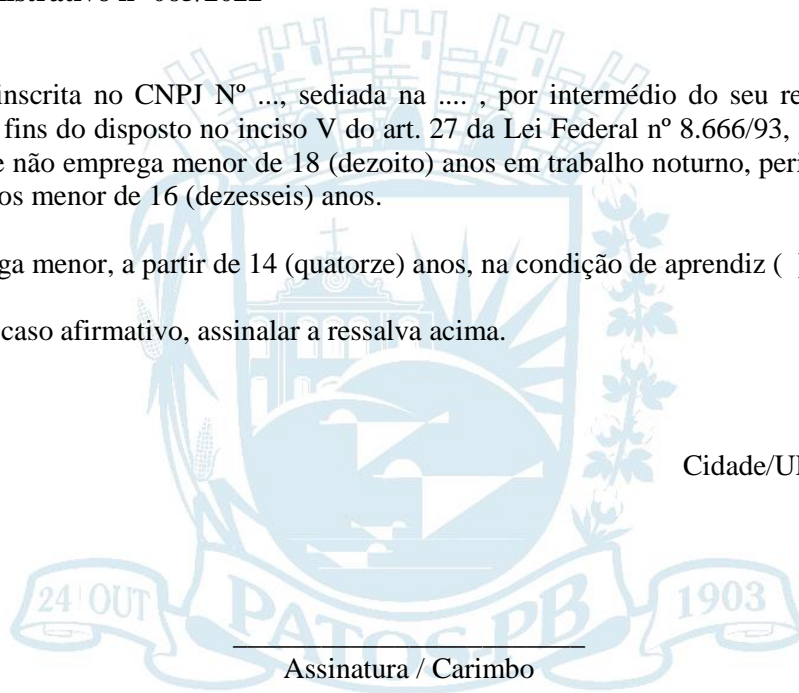 inscrita no CNPJ Nº ..., sediada na .... , por intermédio do seu re
fins do disposto no inciso V do art. 27 da Lei Federal nº 8.666/93,
e não emprega menor de 18 (dezoito) anos em trabalho noturno, peri
os menor de 16 (dezesseis) anos.
ga menor, a partir de 14 (quatorze) anos, na condição de aprendiz ( )
caso afirmativo, assinalar a ressalva acima.
Cidade/U
24 OUT
PATOS-PB
1903
Assinatura / Carimbo